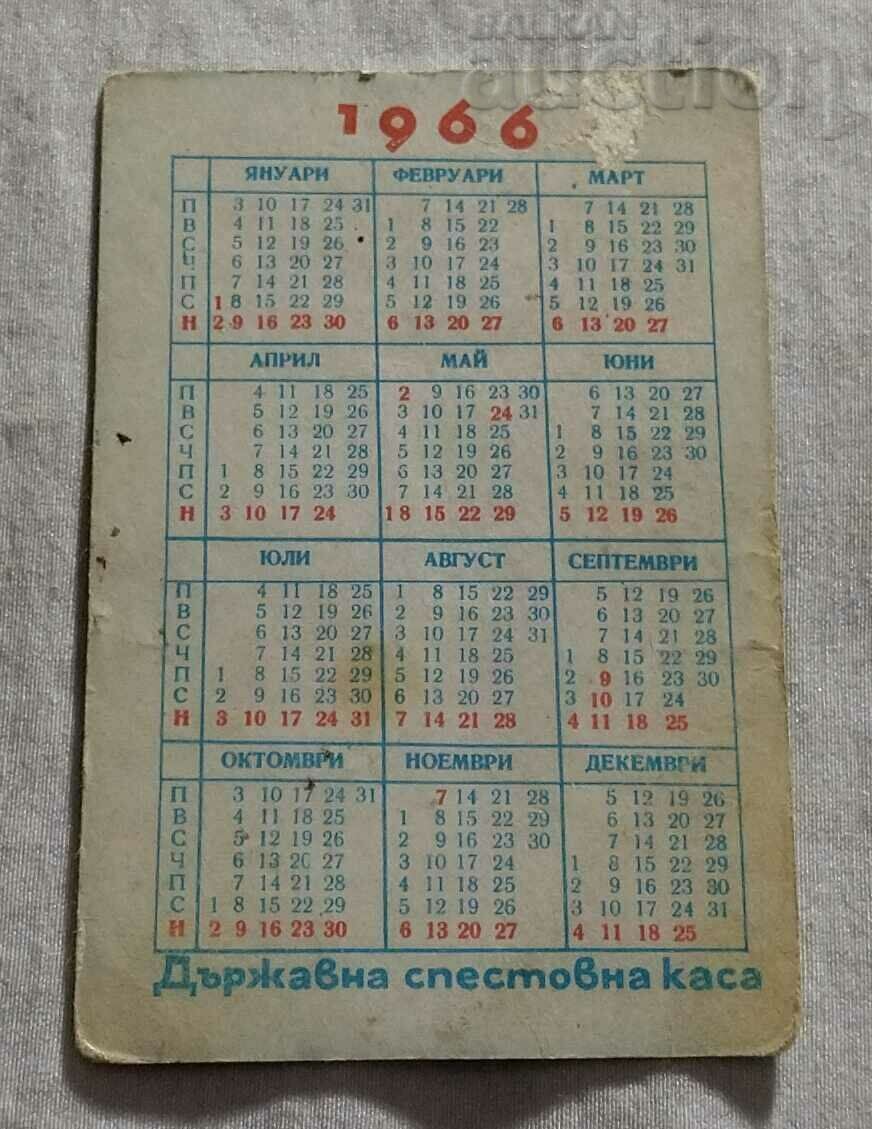 BALKAN
auction
1966
ЯНУАРИ ФЕВРУАРИ МАРТ
П 3 10 17 24 31 7 14 21 28 7 14 21 28
В 4 11 18 25 1 8 15 22 1 8 15 22 29
С 5 12 19 26 2 9 16 23 2 9 16 23 30
Ч 6 13 20 27 3 10 17 24 3 10 17 24 31
П 7 14 21 28 4 11 18 25 4 11 18 25
С 1 8 15 22 29 5 12 19 26 5 12 19 26
Н 2 9 16 23 30 6 13 20 27 6 13 20 27
АПРИЛ МАЙ ЮНИ
П 4 11 18 25 2 9 16 23 30 6 13 20 27
В 5 12 19 26 3 10 17 24 31 7 14 21 28
С 6 13 20 27 4 11 18 25 1 8 15 22 29
Ч 7 14 21 28 5 12 19 26 2 9 16 23 30
П 1 8 15 22 29 6 13 20 27 3 10 17 24
С 2 9 16 23 30 7 14 21 28 4 11 18 25
Н 3 10 17 24 1 8 15 22 29 5 12 19 26
ЮЛИ АВГУСТ СЕПТЕМВРИ
П 4 11 18 25 1 8 15 22 29 5 12 19 26
В 5 12 19 26 2 9 16 23 30 6 13 20 27
С 6 13 20 27 3 10 17 24 31 7 14 21 28
Ч 7 14 21 28 4 11 18 25 1 8 15 22 29
П 1 8 15 22 29 5 12 19 26 2 9 16 23 30
С 2 9 16 23 30 6 13 20 27 3 10 17 24
Н 3 10 17 24 31 7 14 21 28 4 11 18 25
ОКТОМВРИ НОЕМВРИ ДЕКЕМВРИ
П 3 10 17 24 31 7 14 21 28 5 12 19 26
В 4 11 18 25 1 8 15 22 29 6 13 20 27
С 5 12 19 26 2 9 16 23 30 7 14 21 28
Ч 6 13 20 27 3 10 17 24 1 8 15 22 29
П 7 14 21 28 4 11 18 25 2 9 16 23 30
С 1 8 15 22 29 5 12 19 26 3 10 17 24 31
Н 2 9 16 23 30 6 13 20 27 4 11 18 25
Държавна спестовна каса